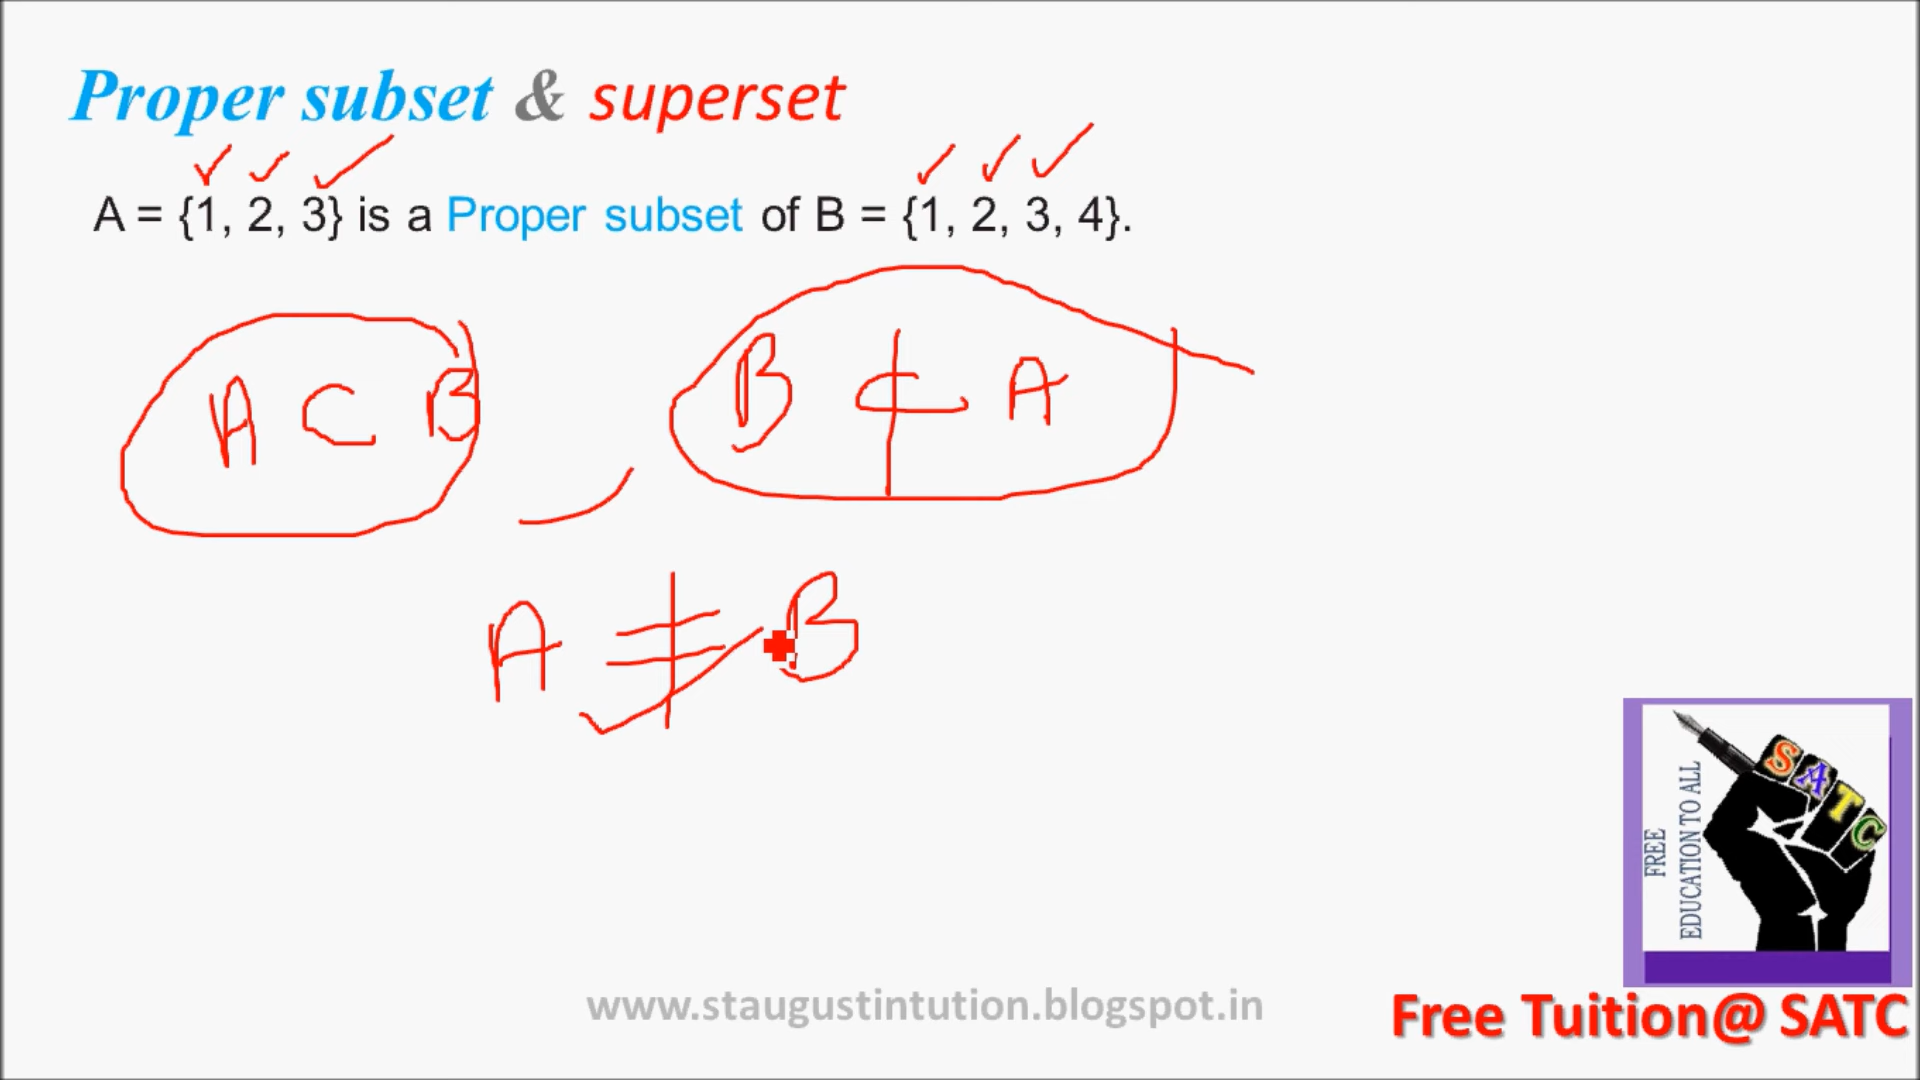 Proper subset & superset
A = {1, 2, 3} is a Proper subset of B = {1, 2, 3, 4}.
A ⊂ B
B ⊄ A
A ≠ B
SATC
FREE
EDUCATION TO ALL
www.staugustintution.blogspot.in
Free Tuition@ SATC